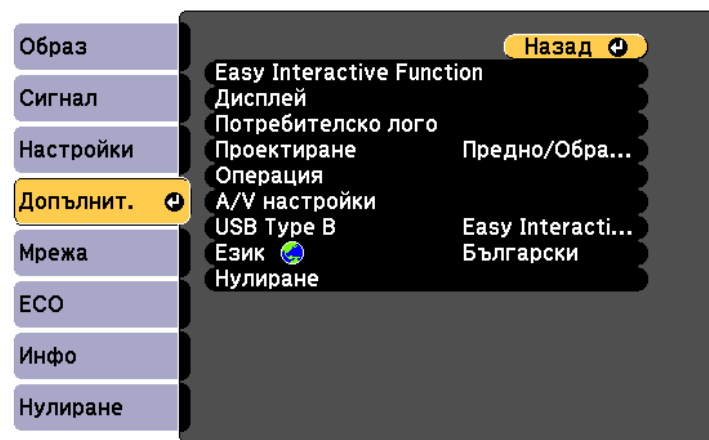 Образ
Сигнал
Настройки
Допълнит.
Мрежа
ECO
Инфо
Нулиране
Назад
Easy Interactive Function
Дисплей
Потребителско лого
Проектиране Предно/Обра...
Операция
A/V настройки
USB Type B Easy Interacti...
Език Български
Нулиране